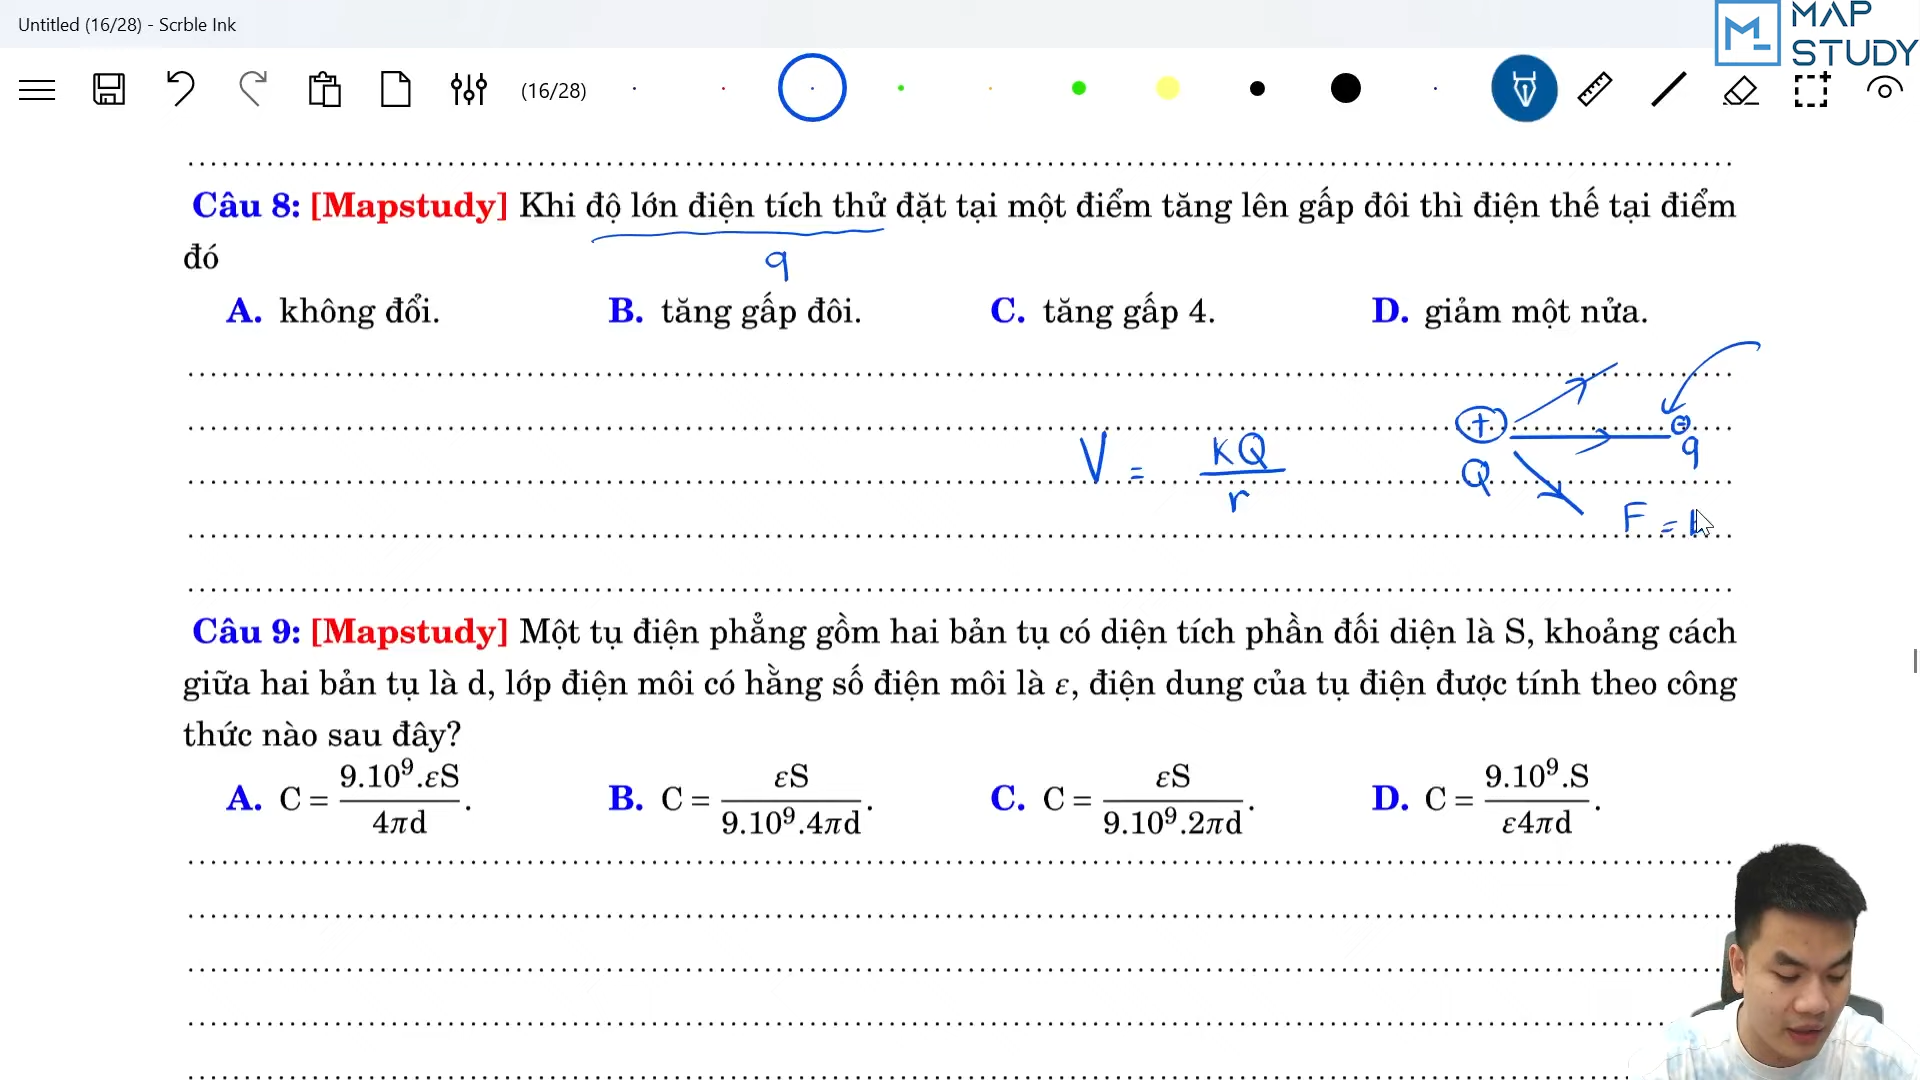 Untitled (16/28) - Scrble Ink
MAP
STUDY
(16/28)
Câu 8: [Mapstudy] Khi độ lớn điện tích thử đặt tại một điểm tăng lên gấp đôi thì điện thế tại điểm
đó
q
A. không đổi. B. tăng gấp đôi. C. tăng gấp 4. D. giảm một nửa.
V = kQ/r
+ Q
- q
F =
Câu 9: [Mapstudy] Một tụ điện phẳng gồm hai bản tụ có diện tích phần đối diện là S, khoảng cách
giữa hai bản tụ là d, lớp điện môi có hằng số điện môi là ε, điện dung của tụ điện được tính theo công
thức nào sau đây?
A. C = 9.10⁹.εS/4πd. B. C = εS/9.10⁹.4πd. C. C = εS/9.10⁹.2πd. D. C = 9.10⁹.S/ε4πd.